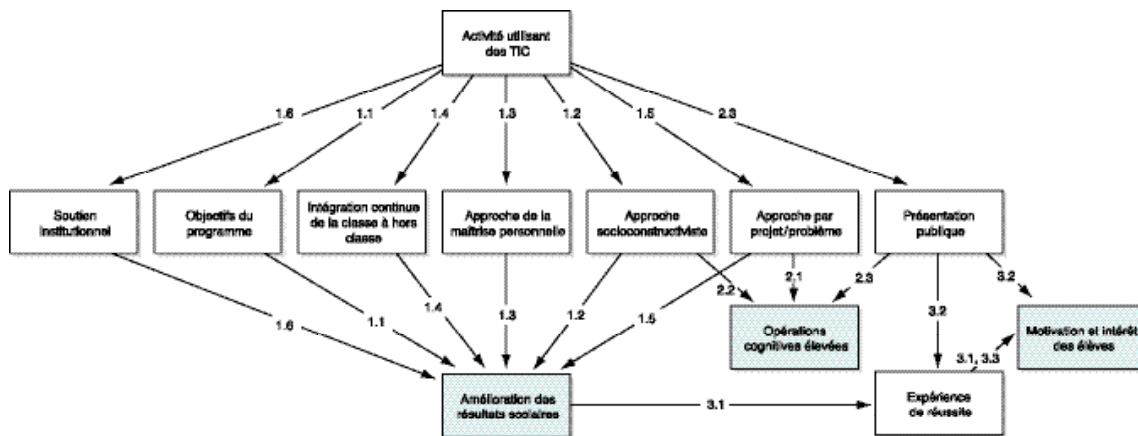 Activité utilisant
des TIC
1.6
1.1
1.4
1.3
1.2
1.5
2.3
Soutien
institutionnel
Objectifs du
programme
Intégration continue
de la classe à hors
classe
Approche de la
maîtrise personnelle
Approche
socioconstructiviste
Approche par
projet/problème
Présentation
publique
1.6
1.1
1.4
1.3
1.2
1.5
2.2
2.1
2.3
3.2
3.2
Opérations
cognitives élevées
Motivation et intérêt
des élèves
3.1, 3.3
Amélioration des
résultats scolaires
3.1
Expérience
de réussite